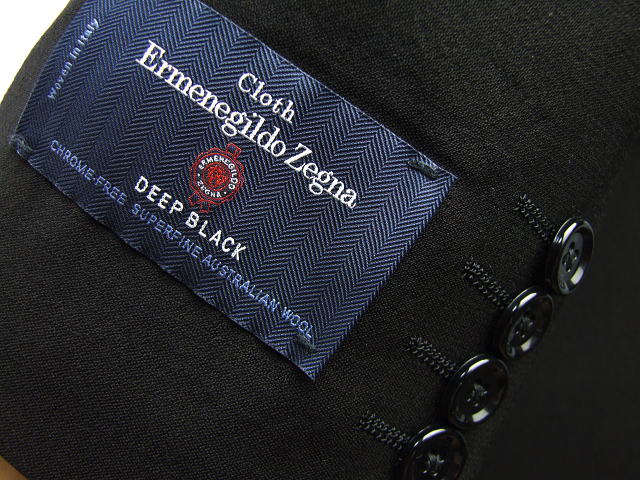 Woven in Italy
Cloth
Ermenegildo Zegna
ERMENEGILDO
ZEGNA
DEEP BLACK
CHROME-FREE SUPERFINE AUSTRALIAN WOOL